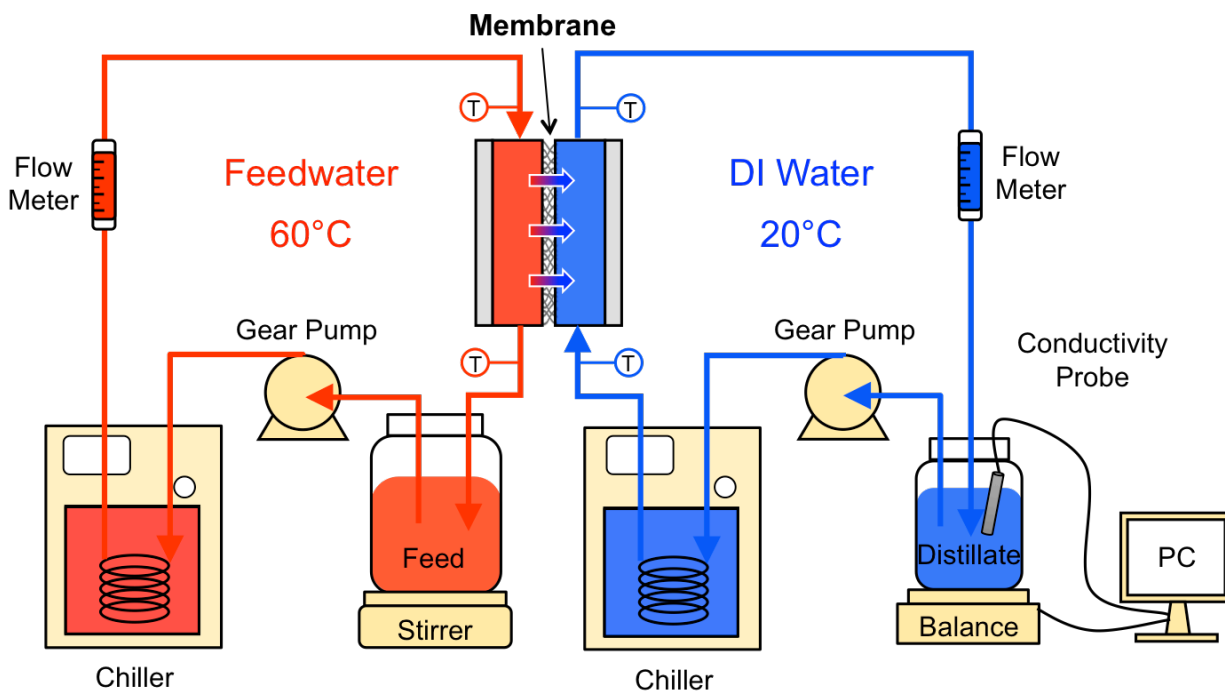 Membrane
T
T
Flow
Meter
Feedwater
60°C
DI Water
20°C
Flow
Meter
Gear Pump
T
T
Gear Pump
Conductivity
Probe
Feed
Stirrer
Chiller
Chiller
Distillate
Balance
PC